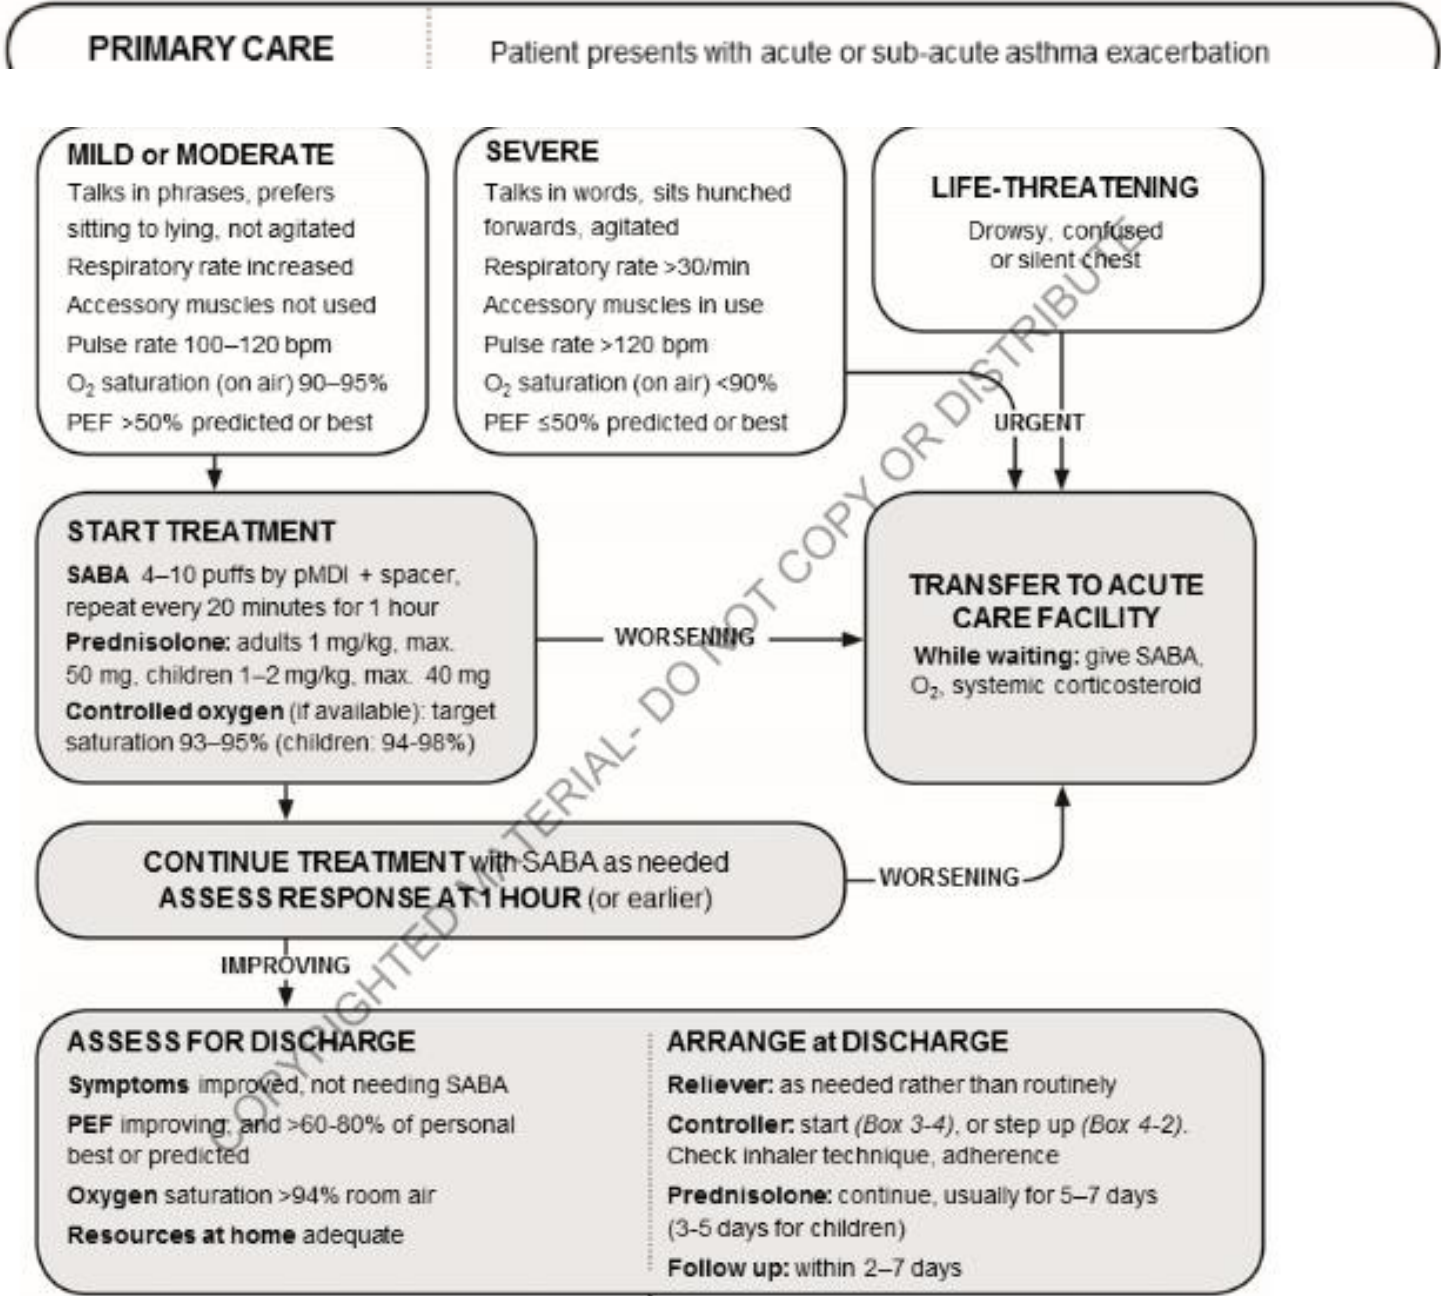 PRIMARY CARE
Patient presents with acute or sub-acute asthma exacerbation
MILD or MODERATE
Talks in phrases, prefers
sitting to lying, not agitated
Respiratory rate increased
Accessory muscles not used
Pulse rate 100–120 bpm
O₂ saturation (on air) 90–95%
PEF >50% predicted or best
SEVERE
Talks in words, sits hunched
forwards, agitated
Respiratory rate >30/min
Accessory muscles in use
Pulse rate >120 bpm
O₂ saturation (on air) <90%
PEF ≤50% predicted or best
LIFE-THREATENING
Drowsy, confused
or silent chest
URGENT
START TREATMENT
SABA 4–10 puffs by pMDI + spacer,
repeat every 20 minutes for 1 hour
Prednisolone: adults 1 mg/kg, max.
50 mg, children 1–2 mg/kg, max. 40 mg
Controlled oxygen (if available): target
saturation 93–95% (children: 94-98%)
WORSENING
TRANSFER TO ACUTE
CARE FACILITY
While waiting: give SABA,
O₂, systemic corticosteroid
CONTINUE TREATMENT with SABA as needed
ASSESS RESPONSE AT 1 HOUR (or earlier)
WORSENING
IMPROVING
ASSESS FOR DISCHARGE
Symptoms improved, not needing SABA
PEF improving, and >60-80% of personal
best or predicted
Oxygen saturation >94% room air
Resources at home adequate
ARRANGE at DISCHARGE
Reliever: as needed rather than routinely
Controller: start (Box 3-4), or step up (Box 4-2).
Check inhaler technique, adherence
Prednisolone: continue, usually for 5–7 days
(3-5 days for children)
Follow up: within 2–7 days
COPYRIGHTED MATERIAL- DO NOT COPY OR DISTRIBUTE